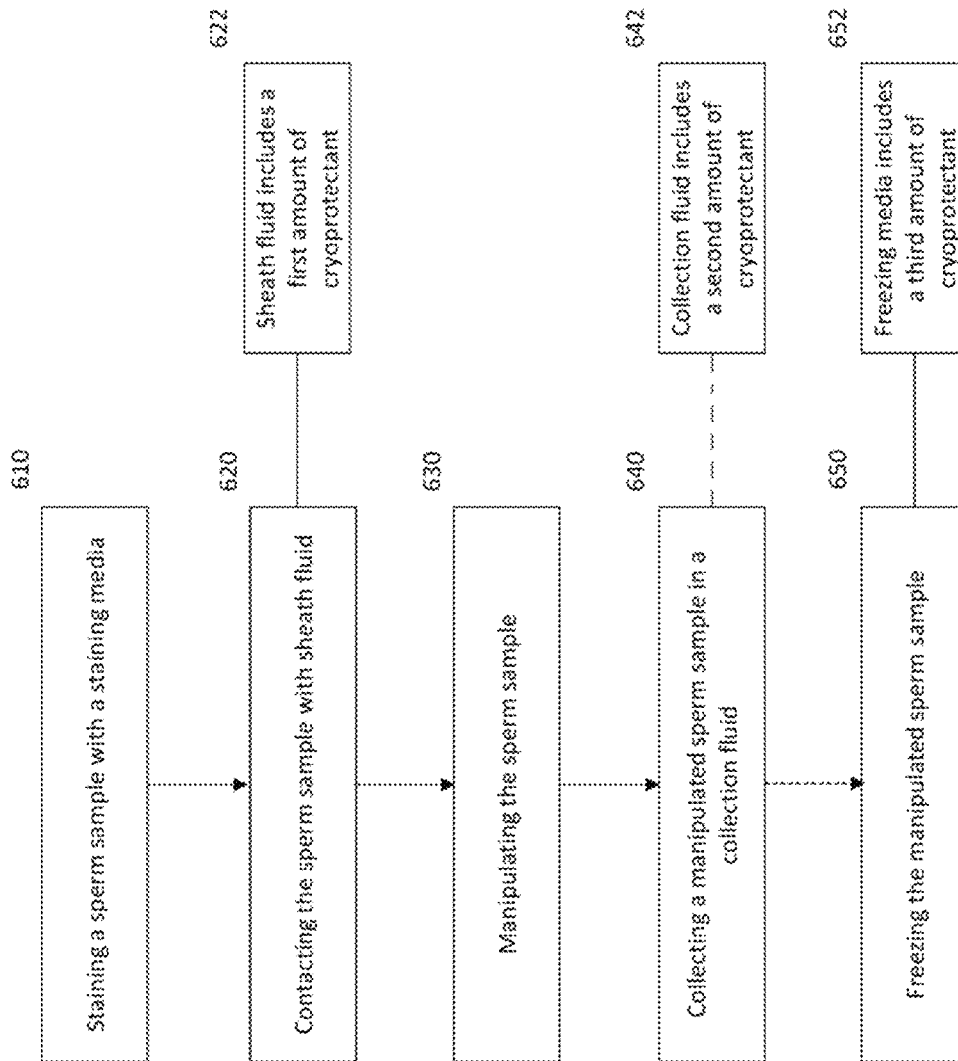 610
Staining a sperm sample with a staining media
620
Contacting the sperm sample with sheath fluid
622
Sheath fluid includes a
first amount of
cryoprotectant
630
Manipulating the sperm sample
640
Collecting a manipulated sperm sample in a
collection fluid
642
Collection fluid includes
a second amount of
cryoprotectant
650
Freezing the manipulated sperm sample
652
Freezing media includes
a third amount of
cryoprotectant